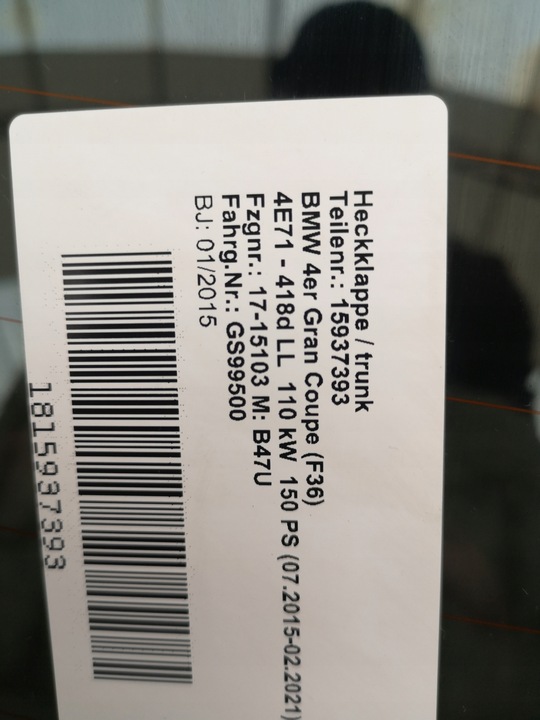 Heckklappe / trunk
Teilenr.: 15937393
BMW 4er Gran Coupe (F36)
4E71 - 418d LL 110 kW 150 PS (07.2015-02.2021)
Fzgnr.: 17-15103 M: B47U
Fahrg.Nr.: GS99500
BJ: 01/2015
1815937393